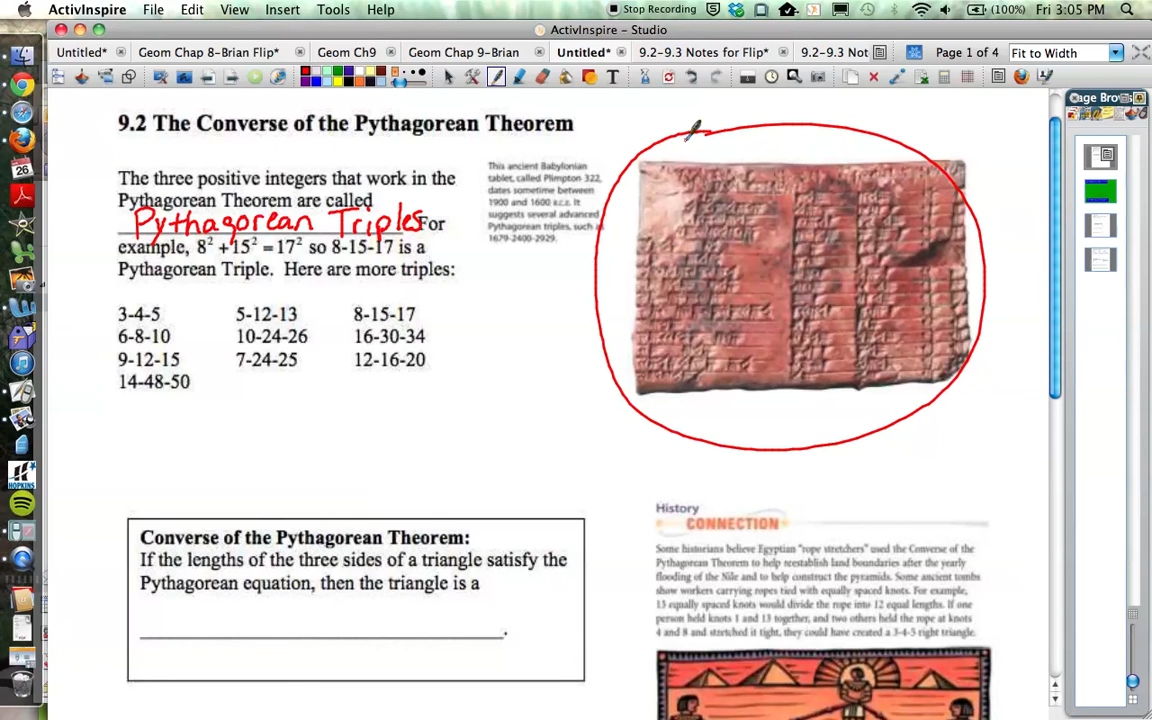 ActivInspire File Edit View Insert Tools Help Stop Recording (100%) Fri 3:05 PM
ActivInspire - Studio
Untitled* Geom Chap 8-Brian Flip* Geom Ch9 Geom Chap 9-Brian Untitled* 9.2-9.3 Notes for Flip* 9.2-9.3 Not Page 1 of 4 Fit to Width
age Brow
9.2 The Converse of the Pythagorean Theorem
The three positive integers that work in the
Pythagorean Theorem are called
Pythagorean Triples For
example, 8² + 15² = 17² so 8-15-17 is a
Pythagorean Triple. Here are more triples:
This ancient Babylonian
tablet, called Plimpton 322,
dates sometime between
1900 and 1600 B.C.E. It
suggests several advanced
Pythagorean triples, such as
1679-2400-2929.
3-4-5 5-12-13 8-15-17
6-8-10 10-24-26 16-30-34
9-12-15 7-24-25 12-16-20
14-48-50
Converse of the Pythagorean Theorem:
If the lengths of the three sides of a triangle satisfy the
Pythagorean equation, then the triangle is a
.
History
CONNECTION
Some historians believe Egyptian "rope stretchers" used the Converse of the
Pythagorean Theorem to help reestablish land boundaries after the yearly
flooding of the Nile and to help construct the pyramids. Some ancient tombs
show workers carrying ropes tied with equally spaced knots. For example,
13 equally spaced knots would divide the rope into 12 equal lengths. If one
person held knots 1 and 13 together, and two others held the rope at knots
4 and 8 and stretched it tight, they could have created a 3-4-5 right triangle.
26
HOPKINS